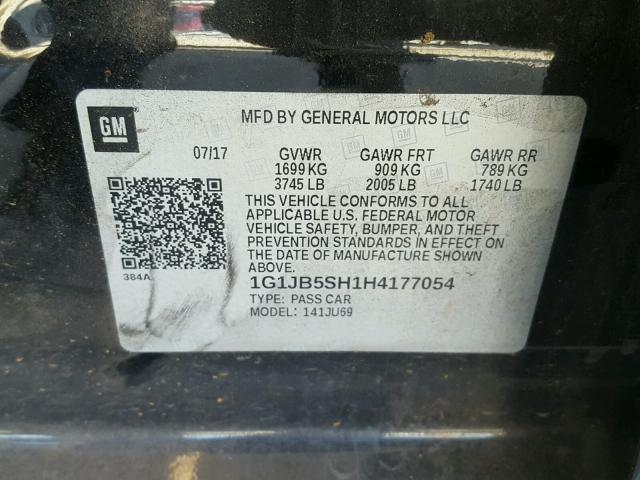 GM
MFD BY GENERAL MOTORS LLC
07/17 GVWR GAWR FRT GAWR RR
1699 KG 909 KG 789 KG
3745 LB 2005 LB 1740 LB
THIS VEHICLE CONFORMS TO ALL
APPLICABLE U.S. FEDERAL MOTOR
VEHICLE SAFETY, BUMPER, AND THEFT
PREVENTION STANDARDS IN EFFECT ON
THE DATE OF MANUFACTURE SHOWN
ABOVE.
384A
1G1JB5SH1H4177054
TYPE: PASS CAR
MODEL: 141JU69